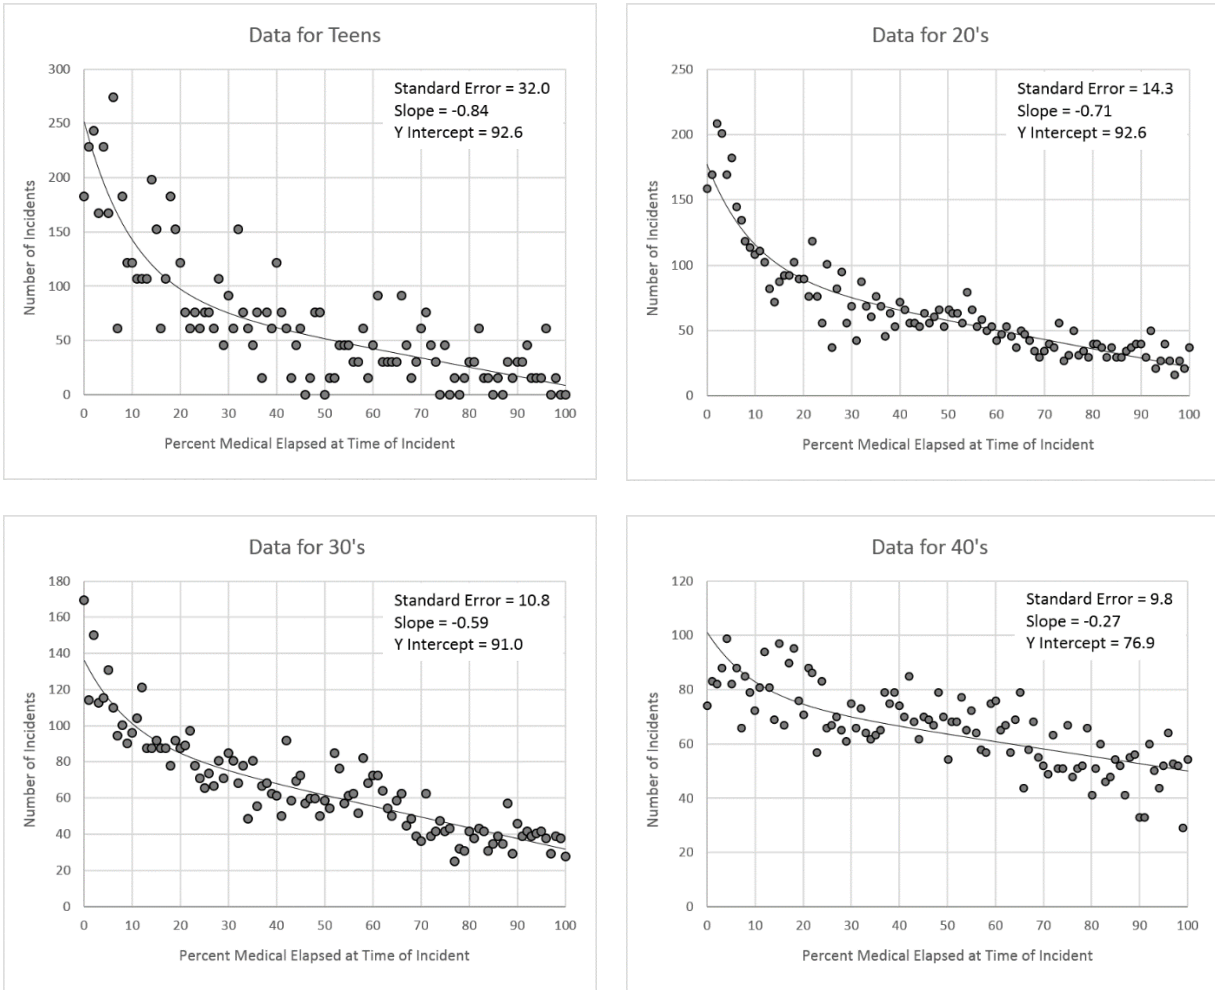 Data for Teens
300
250
200
150
100
50
0
Number of Incidents
Standard Error = 32.0
Slope = -0.84
Y Intercept = 92.6
0 10 20 30 40 50 60 70 80 90 100
Percent Medical Elapsed at Time of Incident
Data for 20's
250
200
150
100
50
0
Number of Incidents
Standard Error = 14.3
Slope = -0.71
Y Intercept = 92.6
0 10 20 30 40 50 60 70 80 90 100
Percent Medical Elapsed at Time of Incident
Data for 30's
180
160
140
120
100
80
60
40
20
0
Number of Incidents
Standard Error = 10.8
Slope = -0.59
Y Intercept = 91.0
0 10 20 30 40 50 60 70 80 90 100
Percent Medical Elapsed at Time of Incident
Data for 40's
120
100
80
60
40
20
0
Number of Incidents
Standard Error = 9.8
Slope = -0.27
Y Intercept = 76.9
0 10 20 30 40 50 60 70 80 90 100
Percent Medical Elapsed at Time of Incident